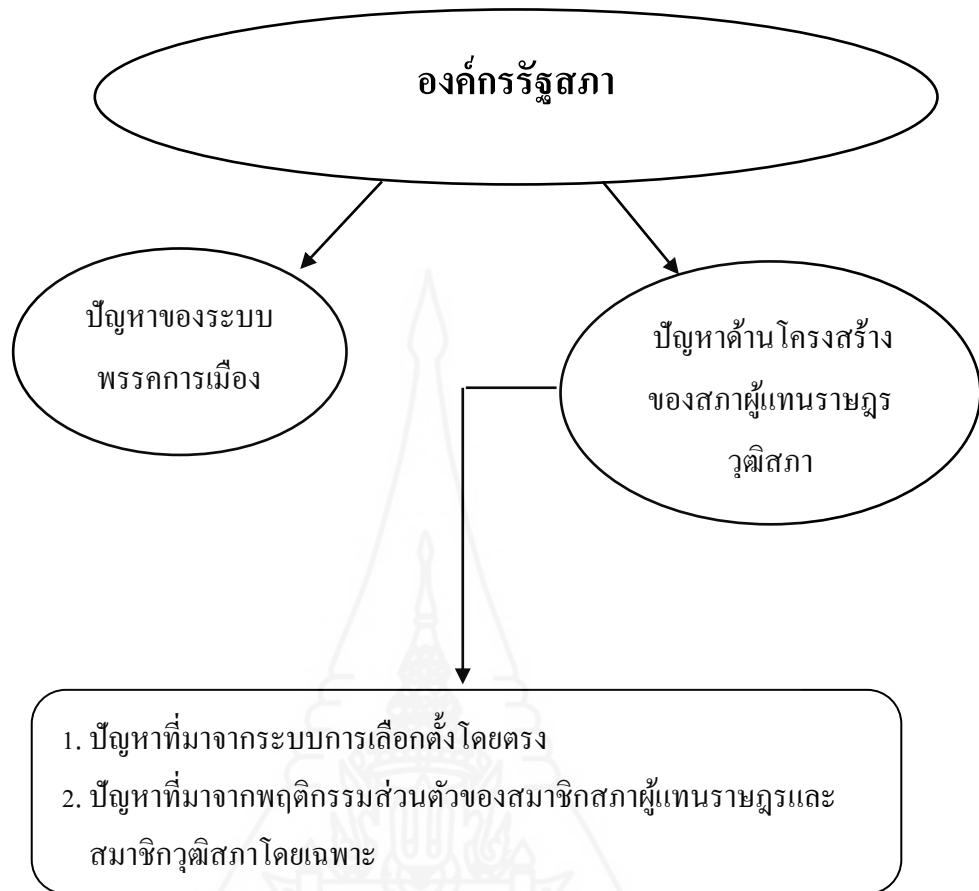 องค์กรรัฐสภา
ปัญหาของระบบ
พรรคการเมือง
ปัญหาด้านโครงสร้าง
ของสภาผู้แทนราษฎร
วุฒิสภา
1. ปัญหาที่มาจากระบบการเลือกตั้งโดยตรง
2. ปัญหาที่มาจากพฤติกรรมส่วนตัวของสมาชิกสภาผู้แทนราษฎรและ
สมาชิกวุฒิสภาโดยเฉพาะ